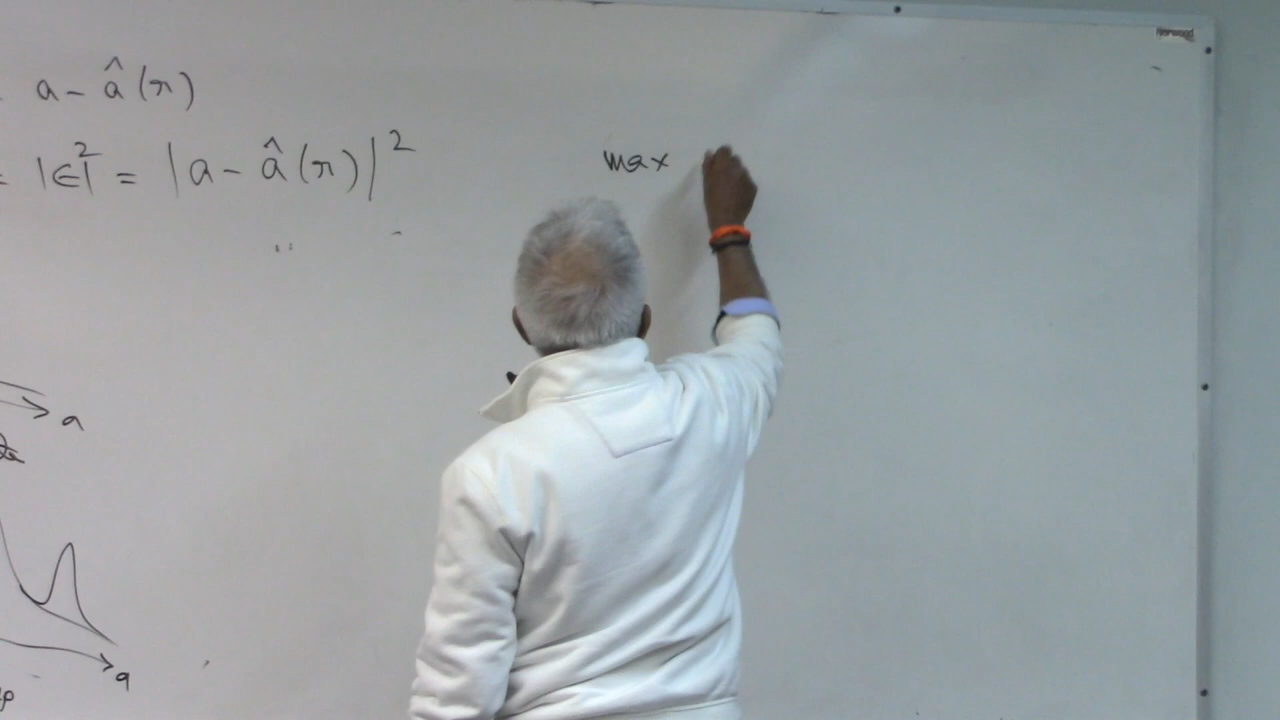 a - â(r)
= |ϵ|² = |a - â(r)|²
max
a
a